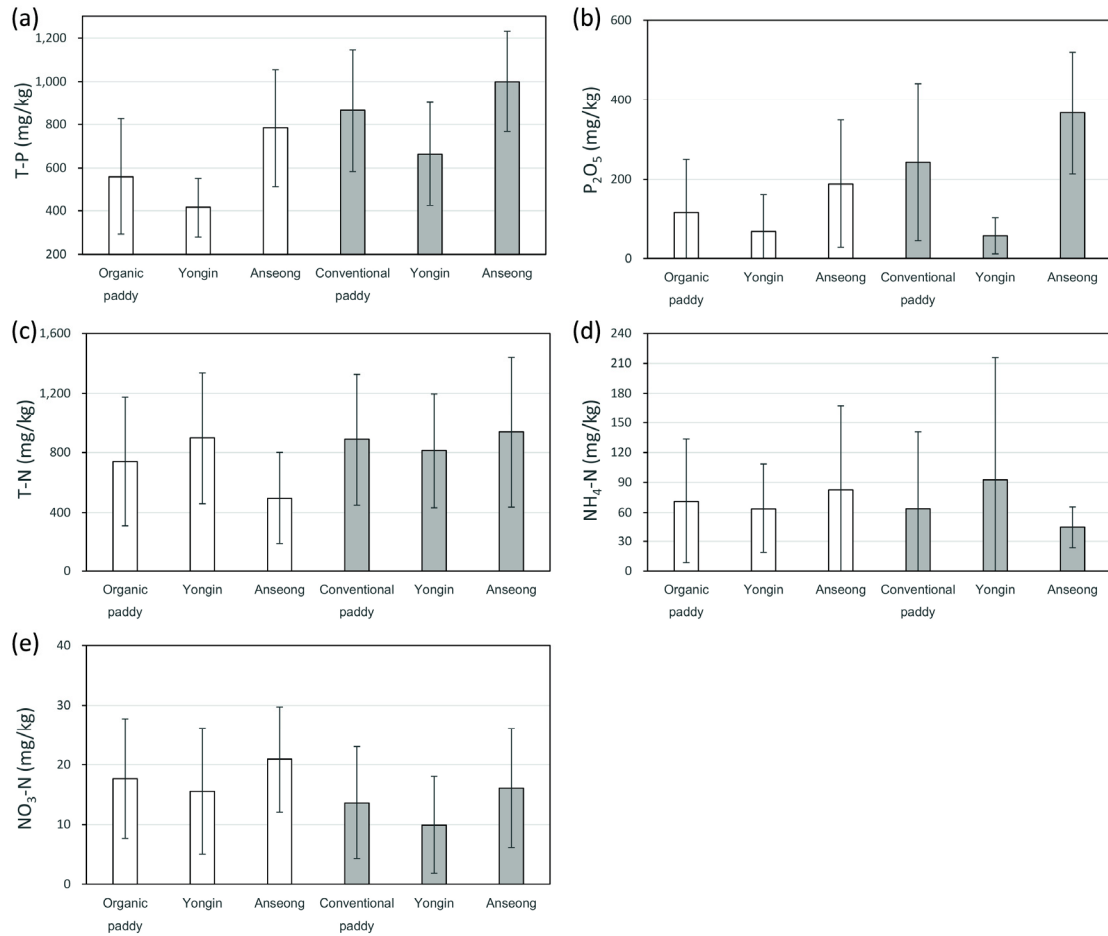 (a)
T-P (mg/kg)
1,200
1,000
800
600
400
200
Organic paddy
Yongin
Anseong
Conventional paddy
Yongin
Anseong
(b)
P₂O₅ (mg/kg)
600
400
200
0
Organic paddy
Yongin
Anseong
Conventional paddy
Yongin
Anseong
(c)
T-N (mg/kg)
1,600
1,200
800
400
0
Organic paddy
Yongin
Anseong
Conventional paddy
Yongin
Anseong
(d)
NH₄-N (mg/kg)
240
210
180
150
120
90
60
30
0
Organic paddy
Yongin
Anseong
Conventional paddy
Yongin
Anseong
(e)
NO₃-N (mg/kg)
40
30
20
10
0
Organic paddy
Yongin
Anseong
Conventional paddy
Yongin
Anseong